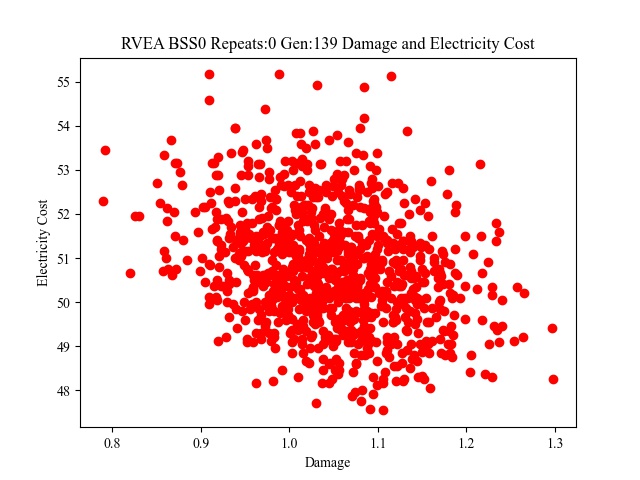 RVEA BSS0 Repeats:0 Gen:139 Damage and Electricity Cost
55
54
53
52
51
50
49
48
Electricity Cost
0.8 0.9 1.0 1.1 1.2 1.3
Damage